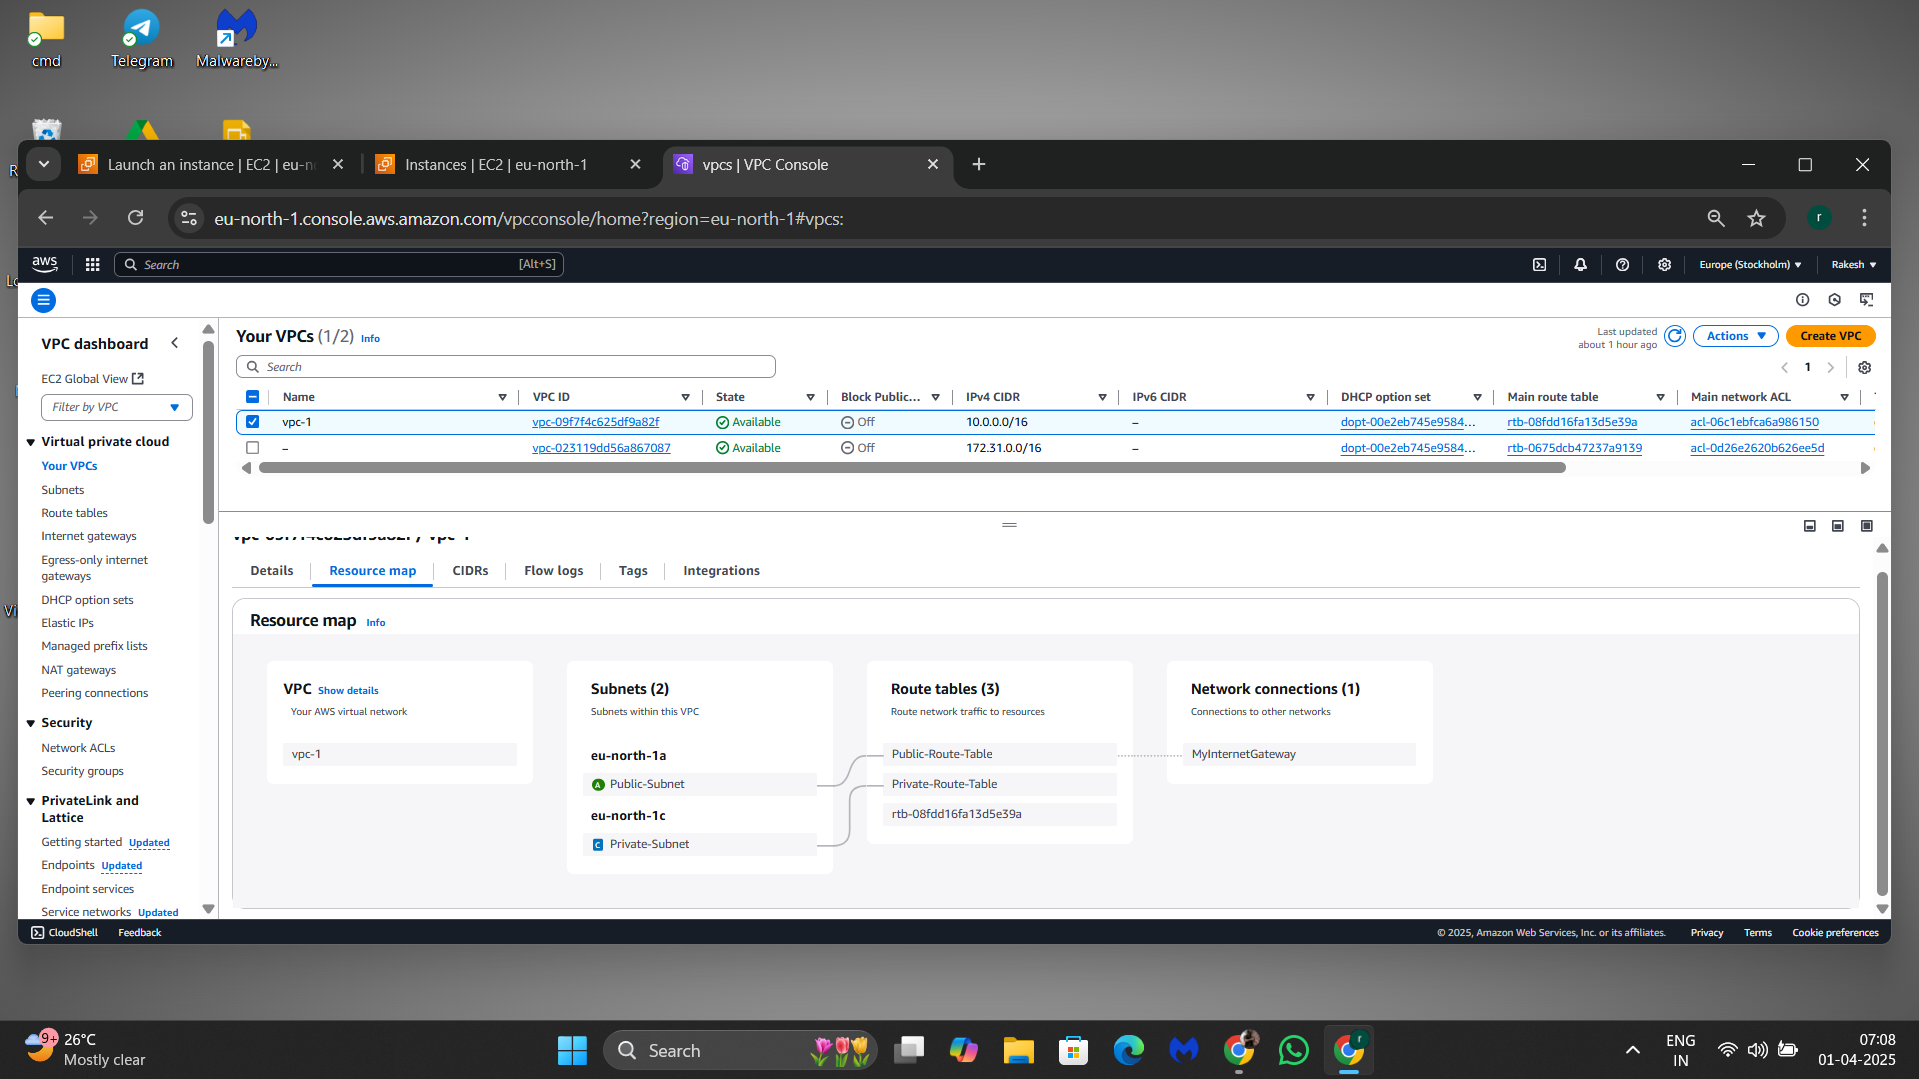 cmd
Telegram
Malwareby...
Launch an instance | EC2 | eu-no
Instances | EC2 | eu-north-1
vpcs | VPC Console
eu-north-1.console.aws.amazon.com/vpcconsole/home?region=eu-north-1#vpcs:
r
aws
Search
[Alt+S]
Europe (Stockholm)
Rakesh
VPC dashboard
EC2 Global View
Filter by VPC
Virtual private cloud
Your VPCs
Subnets
Route tables
Internet gateways
Egress-only internet
gateways
DHCP option sets
Elastic IPs
Managed prefix lists
NAT gateways
Peering connections
Security
Network ACLs
Security groups
PrivateLink and
Lattice
Getting started Updated
Endpoints Updated
Endpoint services
Service networks Updated
Your VPCs (1/2) Info
Last updated
about 1 hour ago
Actions
Create VPC
Search
1
Name VPC ID State Block Public... IPv4 CIDR IPv6 CIDR DHCP option set Main route table Main network ACL
vpc-1 vpc-09f7f4c625df9a82f Available Off 10.0.0.0/16 – dopt-00e2eb745e9584... rtb-08fdd16fa13d5e39a acl-06c1ebfca6a986150
– vpc-023119dd56a867087 Available Off 172.31.0.0/16 – dopt-00e2eb745e9584... rtb-0675dcb47237a9139 acl-0d26e2620b626ee5d
vpc-09f7f4c625df9a82f / vpc-1
Details
Resource map
CIDRs
Flow logs
Tags
Integrations
Resource map Info
VPC Show details
Your AWS virtual network
vpc-1
Subnets (2)
Subnets within this VPC
eu-north-1a
A Public-Subnet
eu-north-1c
C Private-Subnet
Route tables (3)
Route network traffic to resources
Public-Route-Table
Private-Route-Table
rtb-08fdd16fa13d5e39a
Network connections (1)
Connections to other networks
MyInternetGateway
CloudShell
Feedback
© 2025, Amazon Web Services, Inc. or its affiliates.
Privacy
Terms
Cookie preferences
9+
26°C
Mostly clear
Search
r
ENG
IN
07:08
01-04-2025